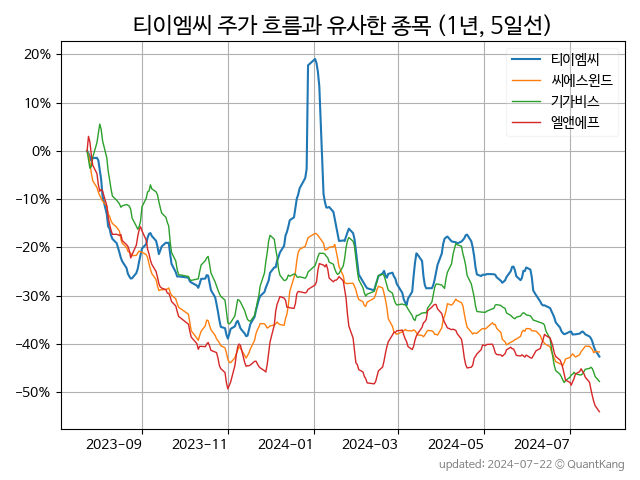 티이엠씨 주가 흐름과 유사한 종목 (1년, 5일선)
20%
10%
0%
−10%
−20%
−30%
−40%
−50%
티이엠씨
씨에스윈드
기가비스
엘앤에프
2023-09
2023-11
2024-01
2024-03
2024-05
2024-07
updated: 2024-07-22 © QuantKang